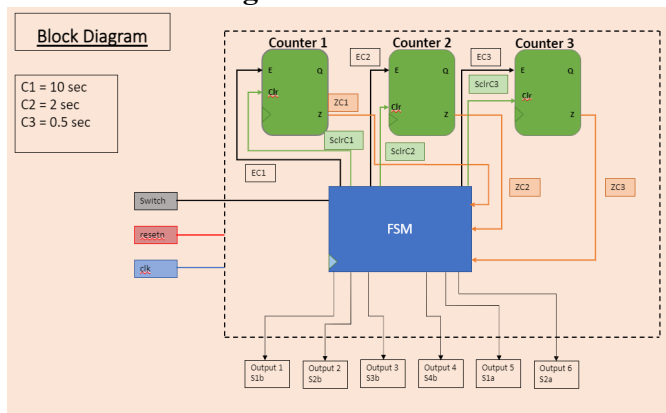 Block Diagram
C1 = 10 sec
C2 = 2 sec
C3 = 0.5 sec
Counter 1
Counter 2
Counter 3
EC2
EC3
E
Q
E
Q
E
Q
Clr
ZC1
Clr
SclrC3
Clr
Z
Z
Z
SclrC1
SclrC2
EC1
ZC2
ZC3
Switch
resetn
clk
FSM
Output 1
S1b
Output 2
S2b
Output 3
S3b
Output 4
S4b
Output 5
S1a
Output 6
S2a